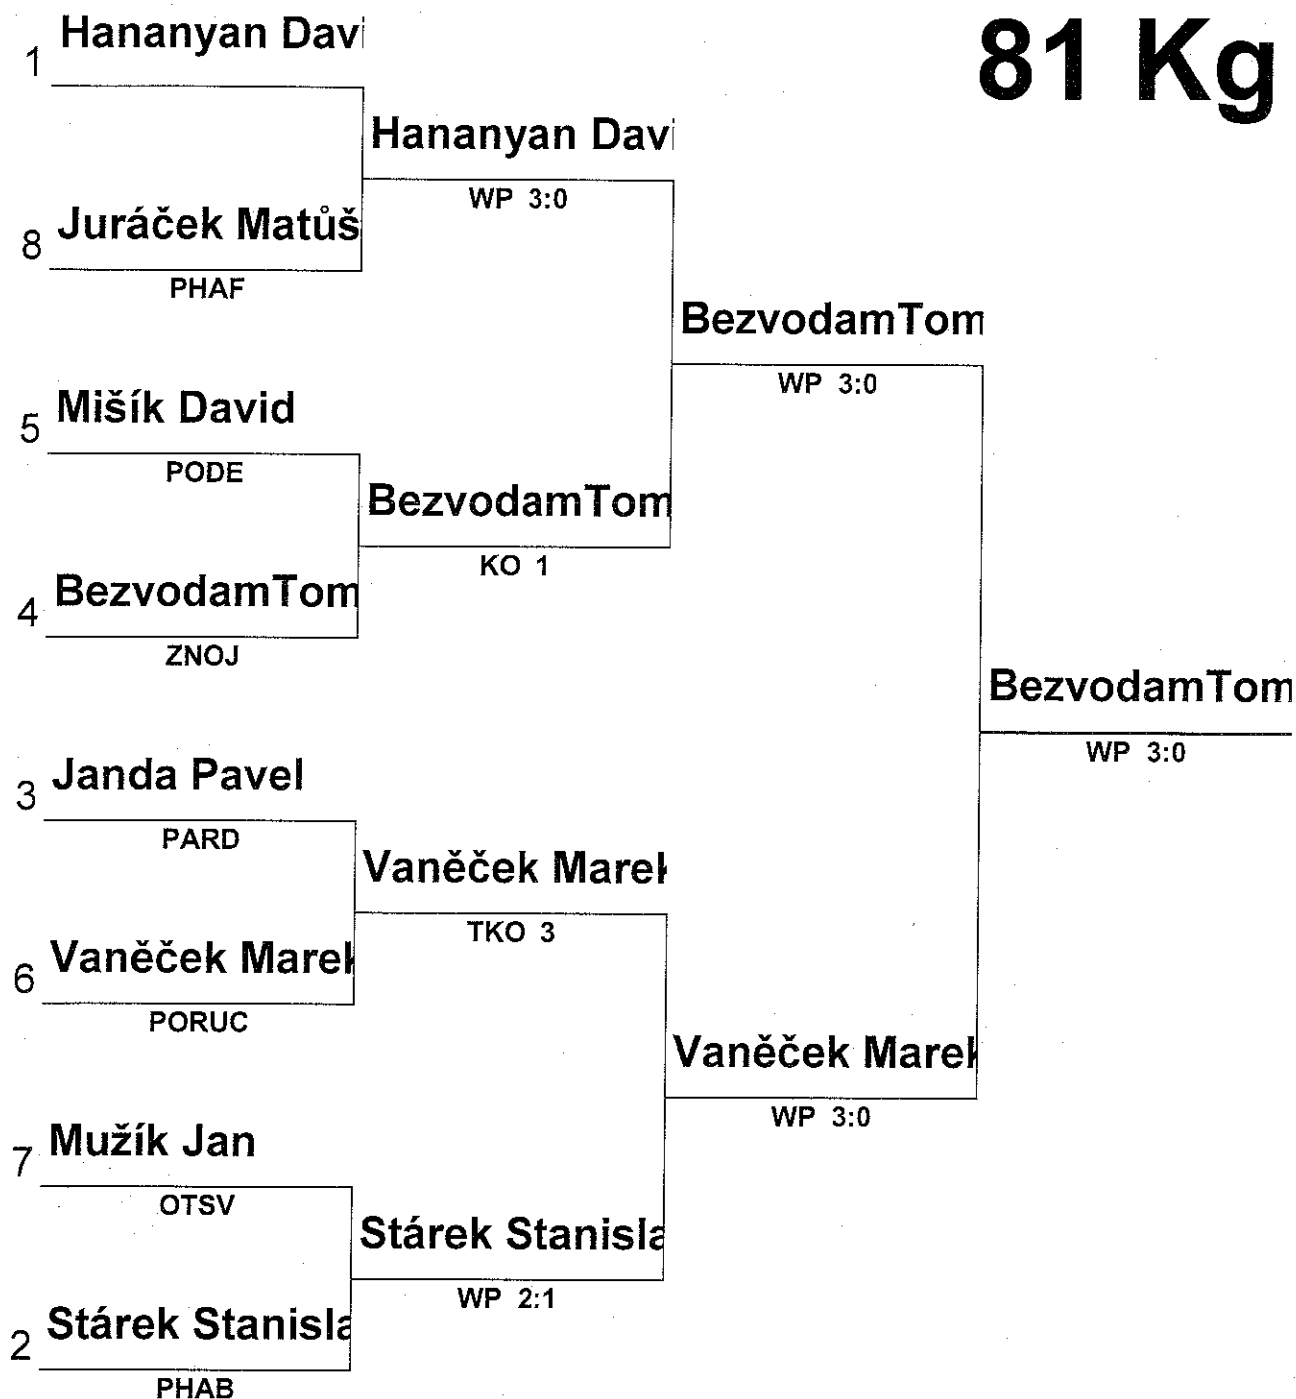 81 Kg
1 Hananyan Davi
Hananyan Davi
WP 3:0
8 Juráček Matůš
PHAF
BezvodamTom
WP 3:0
5 Mišík David
PODE
BezvodamTom
KO 1
4 BezvodamTom
ZNOJ
BezvodamTom
WP 3:0
3 Janda Pavel
PARD
Vaněček Marek
TKO 3
6 Vaněček Marek
PORUC
Vaněček Marek
WP 3:0
7 Mužík Jan
OTSV
Stárek Stanisla
WP 2:1
2 Stárek Stanisla
PHAB